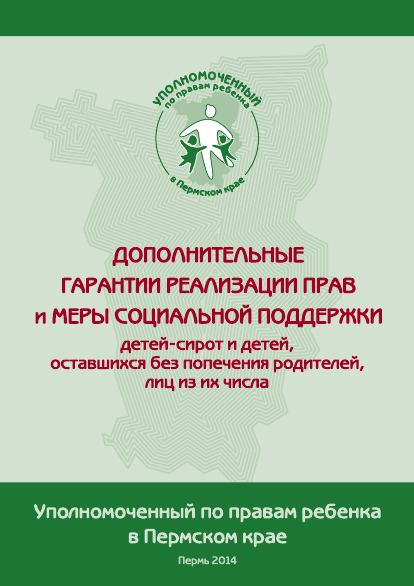 УПОЛНОМОЧЕННЫЙ
по правам ребенка
в Пермском крае
ДОПОЛНИТЕЛЬНЫЕ
ГАРАНТИИ РЕАЛИЗАЦИИ ПРАВ
и МЕРЫ СОЦИАЛЬНОЙ ПОДДЕРЖКИ
детей-сирот и детей,
оставшихся без попечения родителей,
лиц из их числа
Уполномоченный по правам ребенка
в Пермском крае
Пермь 2014